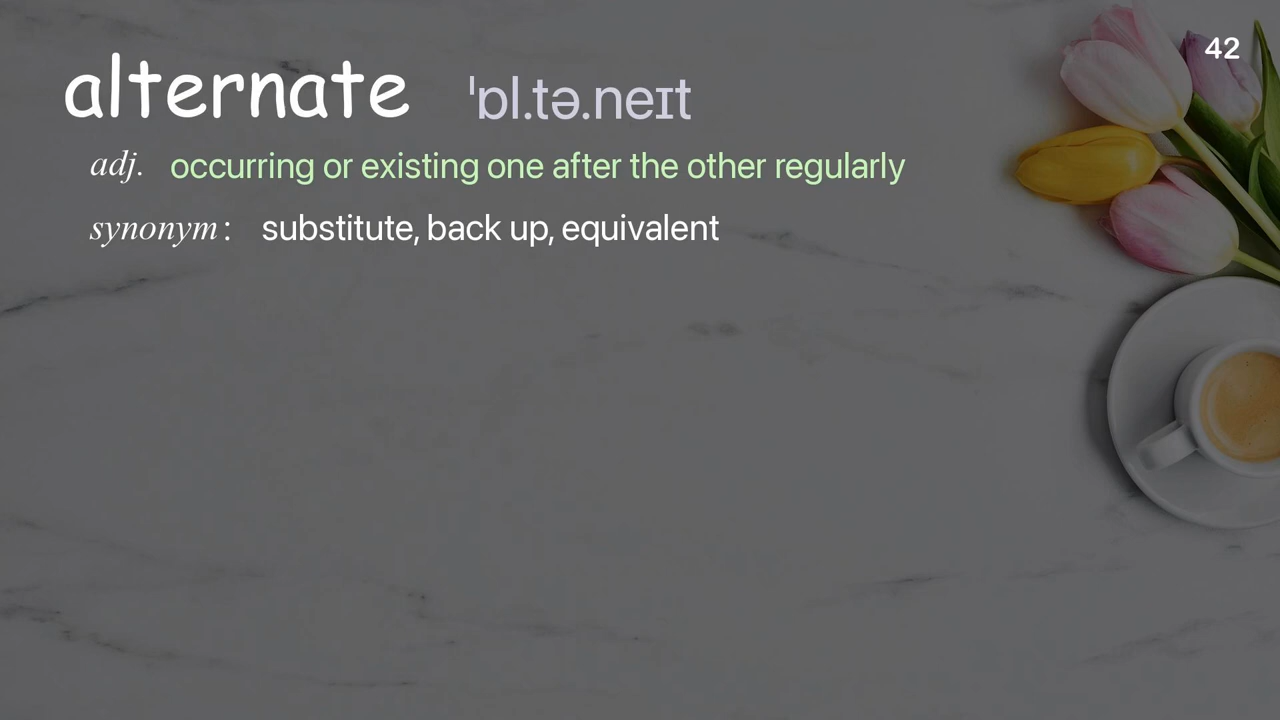 42
alternate ˈɒl.tə.neɪt
adj. occurring or existing one after the other regularly
synonym: substitute, back up, equivalent